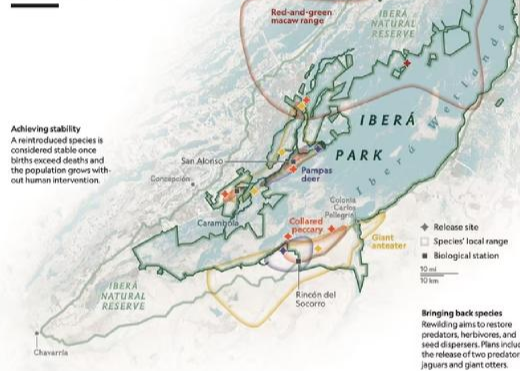 Red-and-green
macaw range
IBERÁ
NATURAL
RESERVE
IBERÁ
PARK
Iberá Wetlands
Achieving stability
A reintroduced species is
considered stable once
births exceed deaths and
the population grows with-
out human intervention.
San Alonso
Concepción
Pampas
deer
Carambola
Colonia
Carlos
Pellegrini
Collared
peccary
Giant
anteater
Release site
Species' local range
Biological station
10 mi
10 km
Rincón del
Socorro
IBERÁ
NATURAL
RESERVE
Chavarría
Bringing back species
Rewilding aims to restore
predators, herbivores, and
seed dispersers. Plans includ
the release of two predator
jaguars and giant otters.